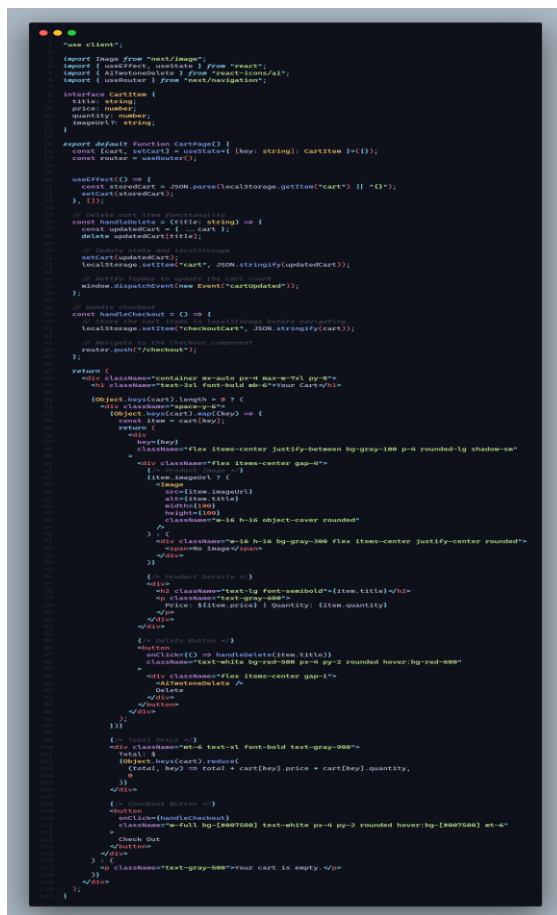 "use client";
import Image from "next/image";
import { useEffect, useState } from "react";
import { AiTwotoneDelete } from "react-icons/ai";
import { useRouter } from "next/navigation";
interface CartItem {
title: string;
price: number;
quantity: number;
imageUrl?: string;
}
export default function CartPage() {
const [cart, setCart] = useState<{ [key: string]: CartItem }>({});
const router = useRouter();
useEffect(() => {
const storedCart = JSON.parse(localStorage.getItem("cart") || "{}");
setCart(storedCart);
}, []);
// Delete cart item functionality
const handleDelete = (title: string) => {
const updatedCart = { ...cart };
delete updatedCart[title];
// Update state and localStorage
setCart(updatedCart);
localStorage.setItem("cart", JSON.stringify(updatedCart));
// Notify Topbar to update the cart count
window.dispatchEvent(new Event("cartUpdated"));
};
// Handle checkout
const handleCheckout = () => {
// Store the cart items in localStorage before navigating
localStorage.setItem("checkoutCart", JSON.stringify(cart));
// Navigate to the Checkout component
router.push("/checkout");
};
return (
<div className="container mx-auto px-4 max-w-7xl py-8">
<h1 className="text-3xl font-bold mb-6">Your Cart</h1>
{Object.keys(cart).length > 0 ? (
<div className="space-y-6">
{Object.keys(cart).map((key) => {
const item = cart[key];
return (
<div
key={key}
className="flex items-center justify-between bg-gray-100 p-4 rounded-lg shadow-sm"
>
<div className="flex items-center gap-4">
{/* Product Image */}
{item.imageUrl ? (
<Image
src={item.imageUrl}
alt={item.title}
width={100}
height={100}
className="w-16 h-16 object-cover rounded"
/>
) : (
<div className="w-16 h-16 bg-gray-300 flex items-center justify-center rounded">
<span>No Image</span>
</div>
)}
{/* Product Details */}
<div>
<h2 className="text-lg font-semibold">{item.title}</h2>
<p className="text-gray-600">
Price: ${item.price} | Quantity: {item.quantity}
</p>
</div>
</div>
{/* Delete Button */}
<button
onClick={() => handleDelete(item.title)}
className="text-white bg-red-500 px-4 py-2 rounded hover:bg-red-600"
>
<div className="flex items-center gap-1">
<AiTwotoneDelete />
Delete
</div>
</button>
</div>
);
})}
{/* Total Price */}
<div className="mt-6 text-xl font-bold text-gray-900">
Total: $
{Object.keys(cart).reduce(
(total, key) => total + cart[key].price * cart[key].quantity,
0
)}
</div>
{/* Checkout Button */}
<button
onClick={handleCheckout}
className="w-full bg-[#007580] text-white px-4 py-2 rounded hover:bg-[#007580] mt-6"
>
Check Out
</button>
</div>
) : (
<p className="text-gray-500">Your cart is empty.</p>
)}
</div>
);
}